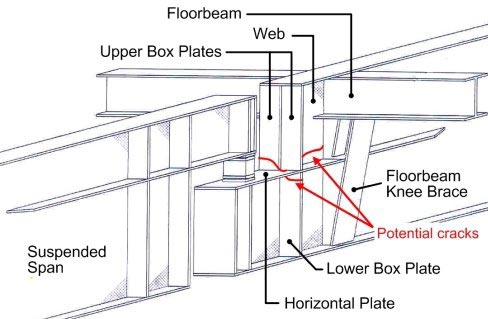 Floorbeam
Web
Upper Box Plates
Floorbeam
Knee Brace
Potential cracks
Suspended
Span
Lower Box Plate
Horizontal Plate